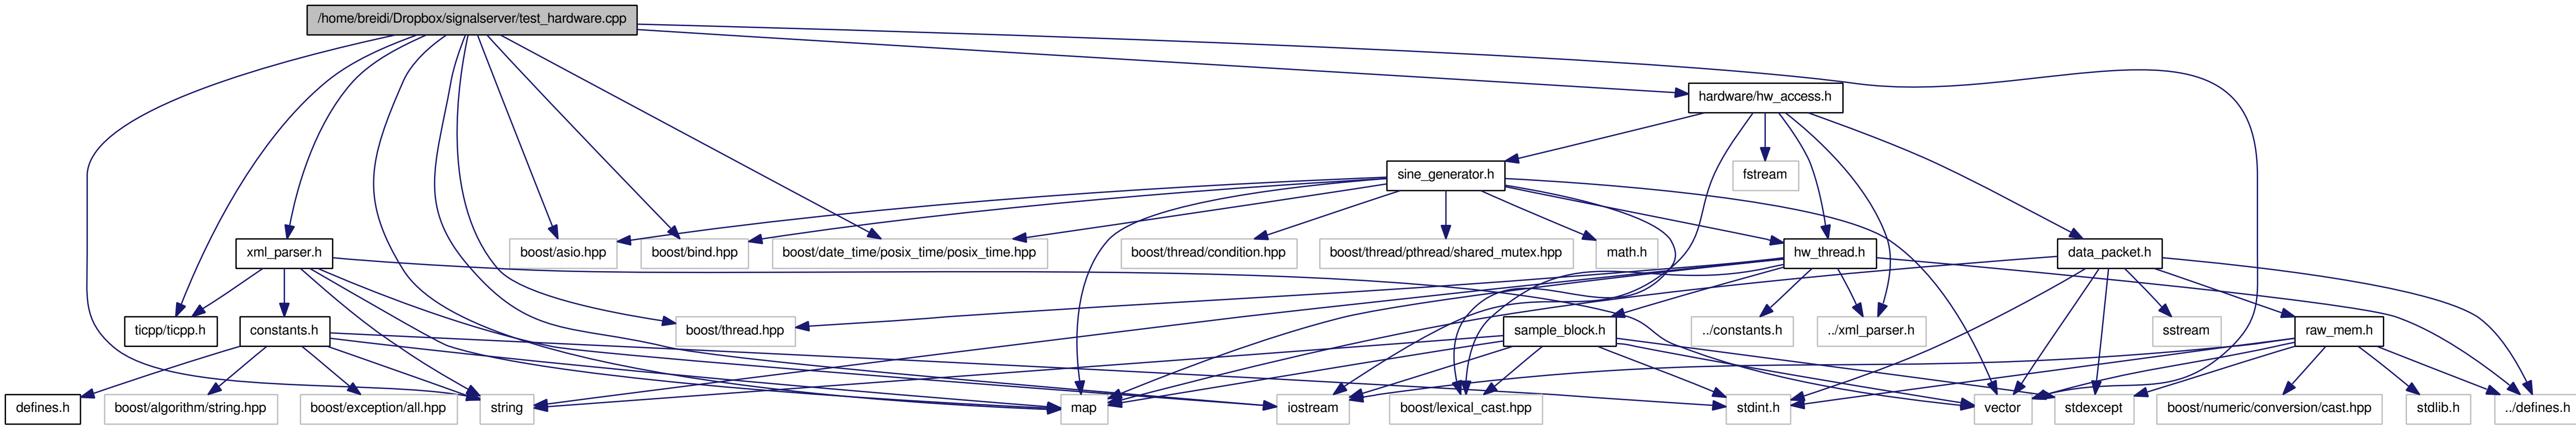 /home/breidi/Dropbox/signalserver/test_hardware.cpp
hardware/hw_access.h
sine_generator.h
fstream
xml_parser.h
boost/asio.hpp
boost/bind.hpp
boost/date_time/posix_time/posix_time.hpp
boost/thread/condition.hpp
boost/thread/pthread/shared_mutex.hpp
math.h
hw_thread.h
data_packet.h
ticpp/ticpp.h
constants.h
boost/thread.hpp
sample_block.h
../constants.h
../xml_parser.h
sstream
raw_mem.h
defines.h
boost/algorithm/string.hpp
boost/exception/all.hpp
string
map
iostream
boost/lexical_cast.hpp
stdint.h
vector
stdexcept
boost/numeric/conversion/cast.hpp
stdlib.h
../defines.h